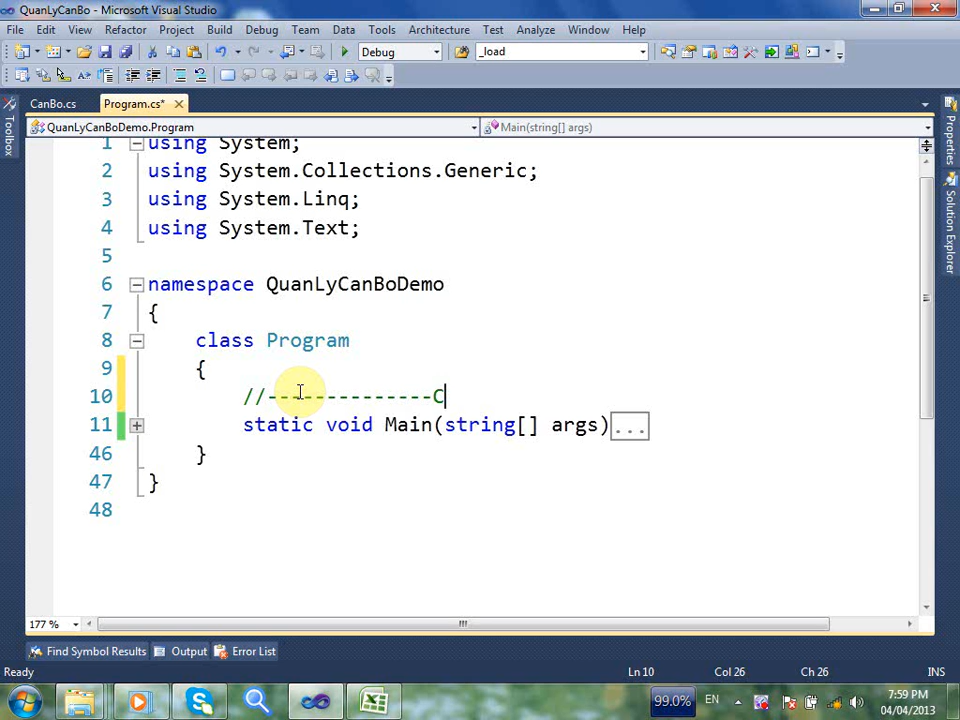 QuanLyCanBo - Microsoft Visual Studio
File Edit View Refactor Project Build Debug Team Data Tools Architecture Test Analyze Window Help
Debug _load
CanBo.cs Program.cs*
QuanLyCanBoDemo.Program Main(string[] args)
Toolbox
Properties
Solution Explorer
1 using System;
2 using System.Collections.Generic;
3 using System.Linq;
4 using System.Text;
5
6 namespace QuanLyCanBoDemo
7 {
8 class Program
9 {
10 //--------------C
11 static void Main(string[] args)...
46 }
47 }
48
177 %
Find Symbol Results Output Error List
Ready Ln 10 Col 26 Ch 26 INS
99.0% EN 7:59 PM
04/04/2013